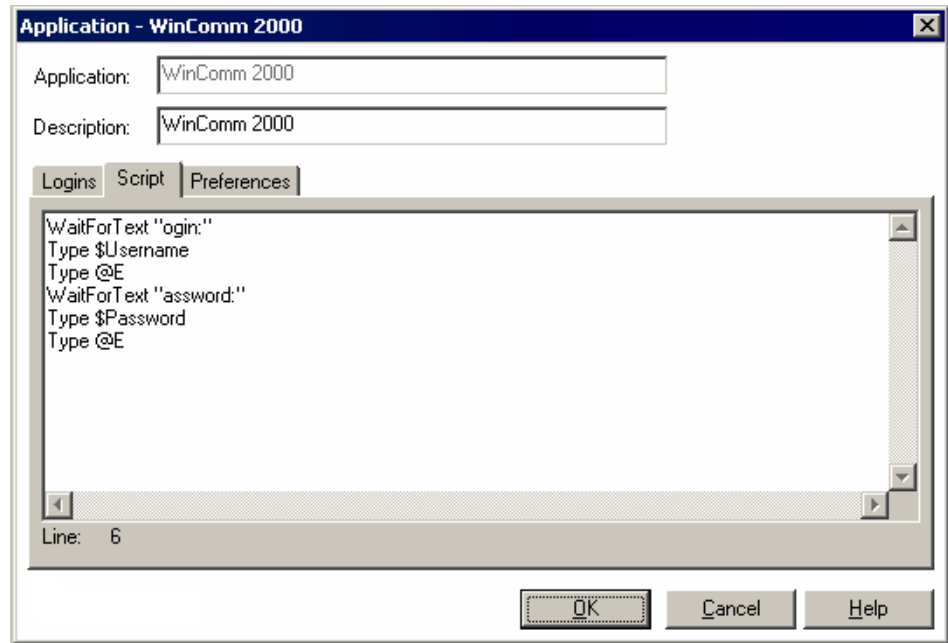 Application - WinComm 2000
Application: WinComm 2000
Description: WinComm 2000
Logins Script Preferences
WaitForText "ogin:"
Type $Username
Type @E
WaitForText "assword:"
Type $Password
Type @E
Line: 6
OK Cancel Help